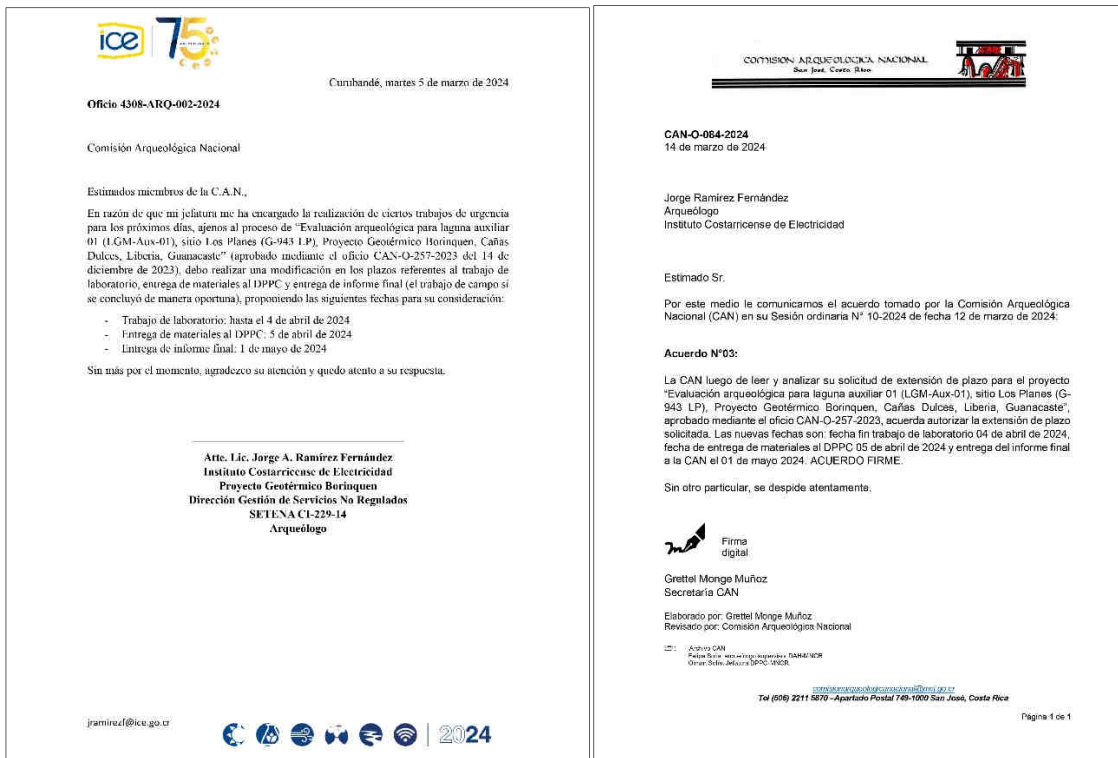 ice 75
Curubandé, martes 5 de marzo de 2024
Oficio 4308-ARQ-002-2024
Comisión Arqueológica Nacional
Estimados miembros de la C.A.N.,
En razón de que mi jefatura me ha encargado la realización de ciertos trabajos de urgencia
para los próximos días, ajenos al proceso de “Evaluación arqueológica para laguna auxiliar
01 (LGM-Aux-01), sitio Los Planes (G-943 LP), Proyecto Geotérmico Borinquen, Cañas
Dulces, Liberia, Guanacaste” (aprobado mediante el oficio CAN-O-257-2023 del 14 de
diciembre de 2023), debo realizar una modificación en los plazos referentes al trabajo de
laboratorio, entrega de materiales al DPPC y entrega de informe final (el trabajo de campo sí
se concluyó de manera oportuna), proponiendo las siguientes fechas para su consideración:
- Trabajo de laboratorio: hasta el 4 de abril de 2024
- Entrega de materiales al DPPC: 5 de abril de 2024
- Entrega de informe final: 1 de mayo de 2024
Sin más por el momento, agradezco su atención y quedo atento a su respuesta.
Atte. Lic. Jorge A. Ramírez Fernández
Instituto Costarricense de Electricidad
Proyecto Geotérmico Borinquen
Dirección Gestión de Servicios No Regulados
SETENA CI-229-14
Arqueólogo
jramirezf@ice.go.cr
2024
COMISION ARQUEOLOGICA NACIONAL
San José, Costa Rica
CAN-O-084-2024
14 de marzo de 2024
Jorge Ramírez Fernández
Arqueólogo
Instituto Costarricense de Electricidad
Estimado Sr.
Por este medio le comunicamos el acuerdo tomado por la Comisión Arqueológica
Nacional (CAN) en su Sesión ordinaria N° 10-2024 de fecha 12 de marzo de 2024:
Acuerdo N°03:
La CAN luego de leer y analizar su solicitud de extensión de plazo para el proyecto
“Evaluación arqueológica para laguna auxiliar 01 (LGM-Aux-01), sitio Los Planes (G-
943 LP), Proyecto Geotérmico Borinquen, Cañas Dulces, Liberia, Guanacaste”,
aprobado mediante el oficio CAN-O-257-2023, acuerda autorizar la extensión de plazo
solicitada. Las nuevas fechas son: fecha fin trabajo de laboratorio 04 de abril de 2024,
fecha de entrega de materiales al DPPC 05 de abril de 2024 y entrega del informe final
a la CAN el 01 de mayo 2024. ACUERDO FIRME.
Sin otro particular, se despide atentamente,
Firma
digital
Grettel Monge Muñoz
Secretaría CAN
Elaborado por: Grettel Monge Muñoz
Revisado por: Comisión Arqueológica Nacional
Archivo CAN
comisionarqueologicanacional@mcj.go.cr
Tel (506) 2211 5870 –Apartado Postal 749-1000 San José, Costa Rica
Página 1 de 1